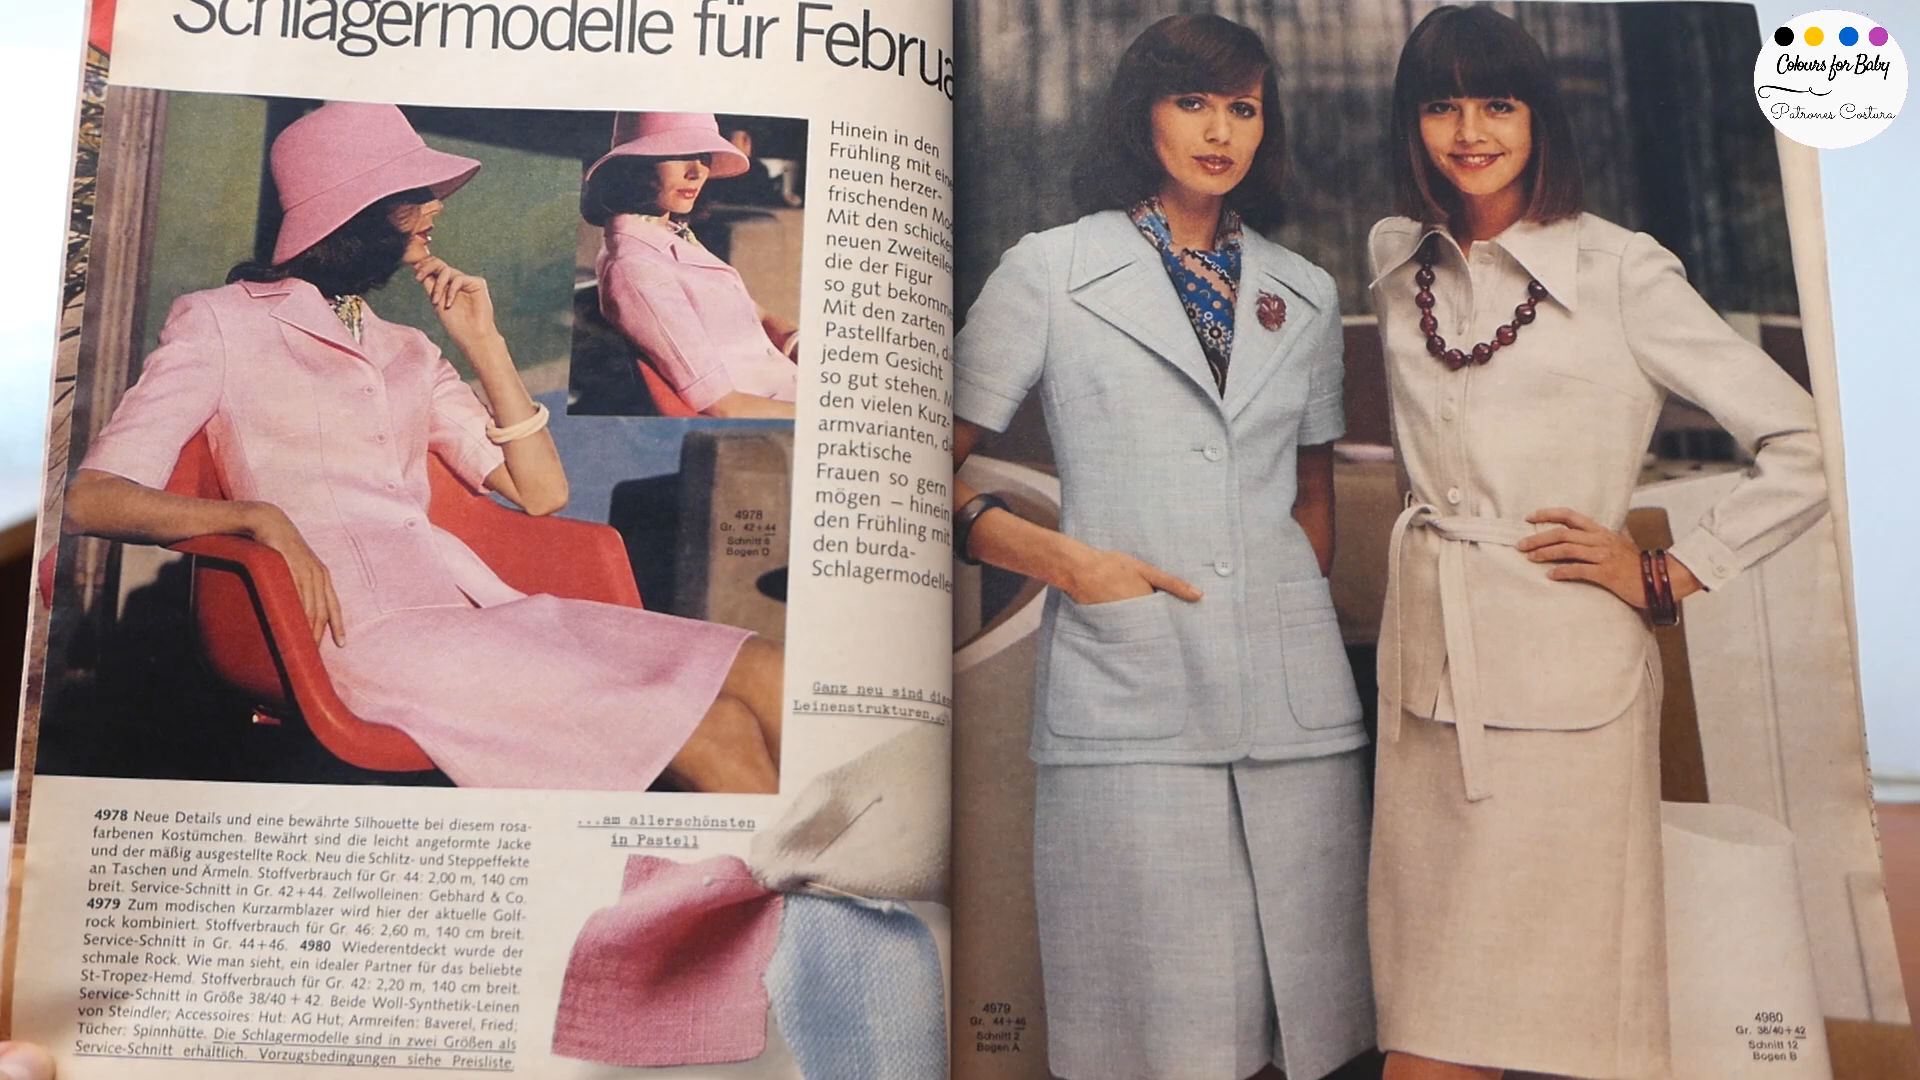 Schlagermodelle für Februa
Hinein in den
Frühling mit
neuen herzer-
frischenden
Mit den schicke
neuen Zweiteile
die der Figur
so gut bekomm
Mit den zarten
Pastellfarben, d
jedem Gesicht
so gut stehen.
den vielen Kurz-
armvarianten, d
praktische
Frauen so gern
mögen – hinein
den Frühling mit
den burda-
Schlagermodelle
4978
Gr. 42+44
Schnitt 6
Bogen D
Ganz neu sind
Leinenstrukturen...
...am allerschönsten
in Pastell
4978 Neue Details und eine bewährte Silhouette bei diesem rosa-
farbenen Kostümchen. Bewährt sind die leicht angeformte Jacke
und der mäßig ausgestellte Rock. Neu die Schlitz- und Steppeffekte
an Taschen und Ärmeln. Stoffverbrauch für Gr. 44: 2,00 m, 140 cm
breit. Service-Schnitt in Gr. 42+44. Zellwolleinen: Gebhard & Co.
4979 Zum modischen Kurzarmblazer wird hier der aktuelle Golf-
rock kombiniert. Stoffverbrauch für Gr. 46: 2,60 m, 140 cm breit.
Service-Schnitt in Gr. 44+46. 4980 Wiederentdeckt wurde der
schmale Rock. Wie man sieht, ein idealer Partner für das beliebte
St-Tropez-Hemd. Stoffverbrauch für Gr. 42: 2,20 m, 140 cm breit.
Service-Schnitt in Größe 38/40 + 42. Beide Woll-Synthetik-Leinen
von Steindler; Accessoires: Hut: AG Hut; Armreifen: Baverel, Fried;
Tücher: Spinnhütte. Die Schlagermodelle sind in zwei Größen als
Service-Schnitt erhältlich. Vorzugsbedingungen siehe Preisliste.
4979
Gr. 44+46
Schnitt 2
Bogen A
4980
Gr. 38/40+42
Schnitt 12
Bogen B
Colours for Baby
Patrones Costura